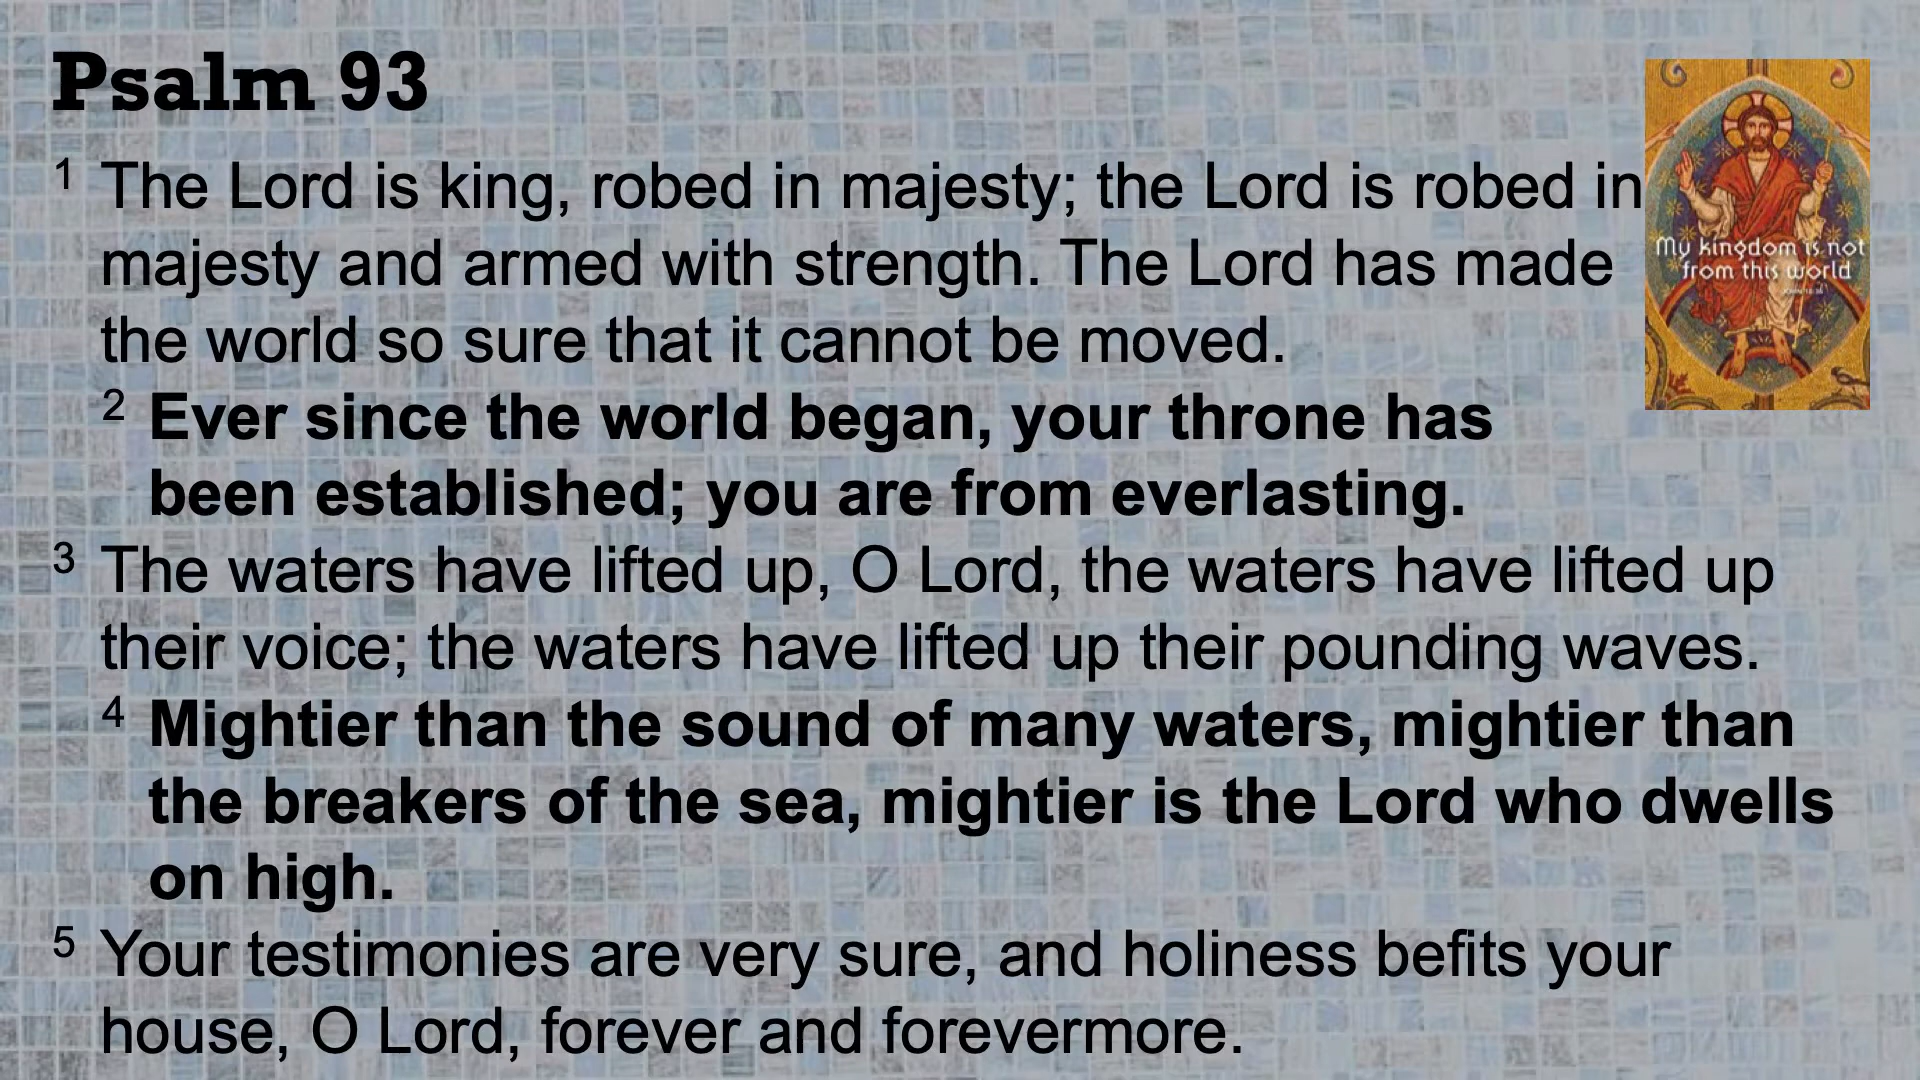 Psalm 93
1 The Lord is king, robed in majesty; the Lord is robed in
majesty and armed with strength. The Lord has made
the world so sure that it cannot be moved.
2 Ever since the world began, your throne has
been established; you are from everlasting.
3 The waters have lifted up, O Lord, the waters have lifted up
their voice; the waters have lifted up their pounding waves.
4 Mightier than the sound of many waters, mightier than
the breakers of the sea, mightier is the Lord who dwells
on high.
5 Your testimonies are very sure, and holiness befits your
house, O Lord, forever and forevermore.
My kingdom is not
from this world